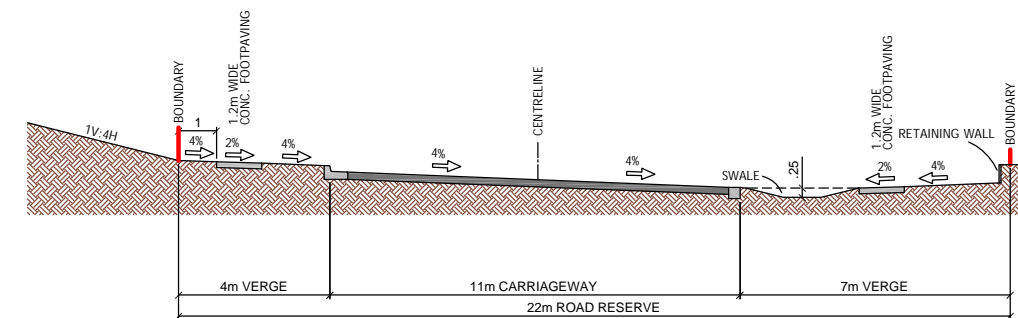 BOUNDARY
1.2m WIDE
CONC. FOOTPAVING
CENTRELINE
1.2m WIDE
CONC. FOOTPAVING
BOUNDARY
1V:4H
1
RETAINING WALL
4%
2%
4%
4%
4%
SWALE
.25
2%
4%
4m VERGE
11m CARRIAGEWAY
7m VERGE
22m ROAD RESERVE